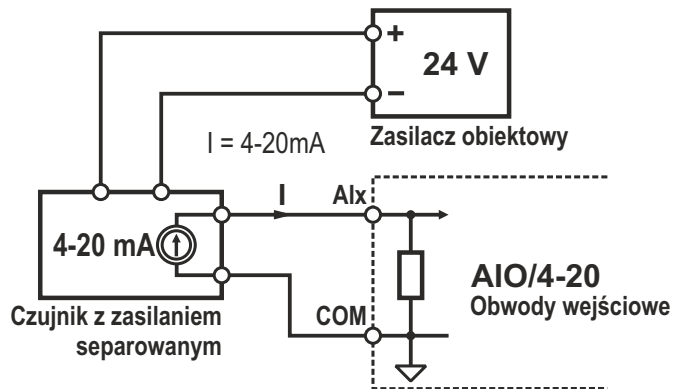 +
24 V
–
Zasilacz obiektowy
I = 4-20mA
I
AIx
4-20 mA
AIO/4-20
Obwody wejściowe
COM
Czujnik z zasilaniem
separowanym